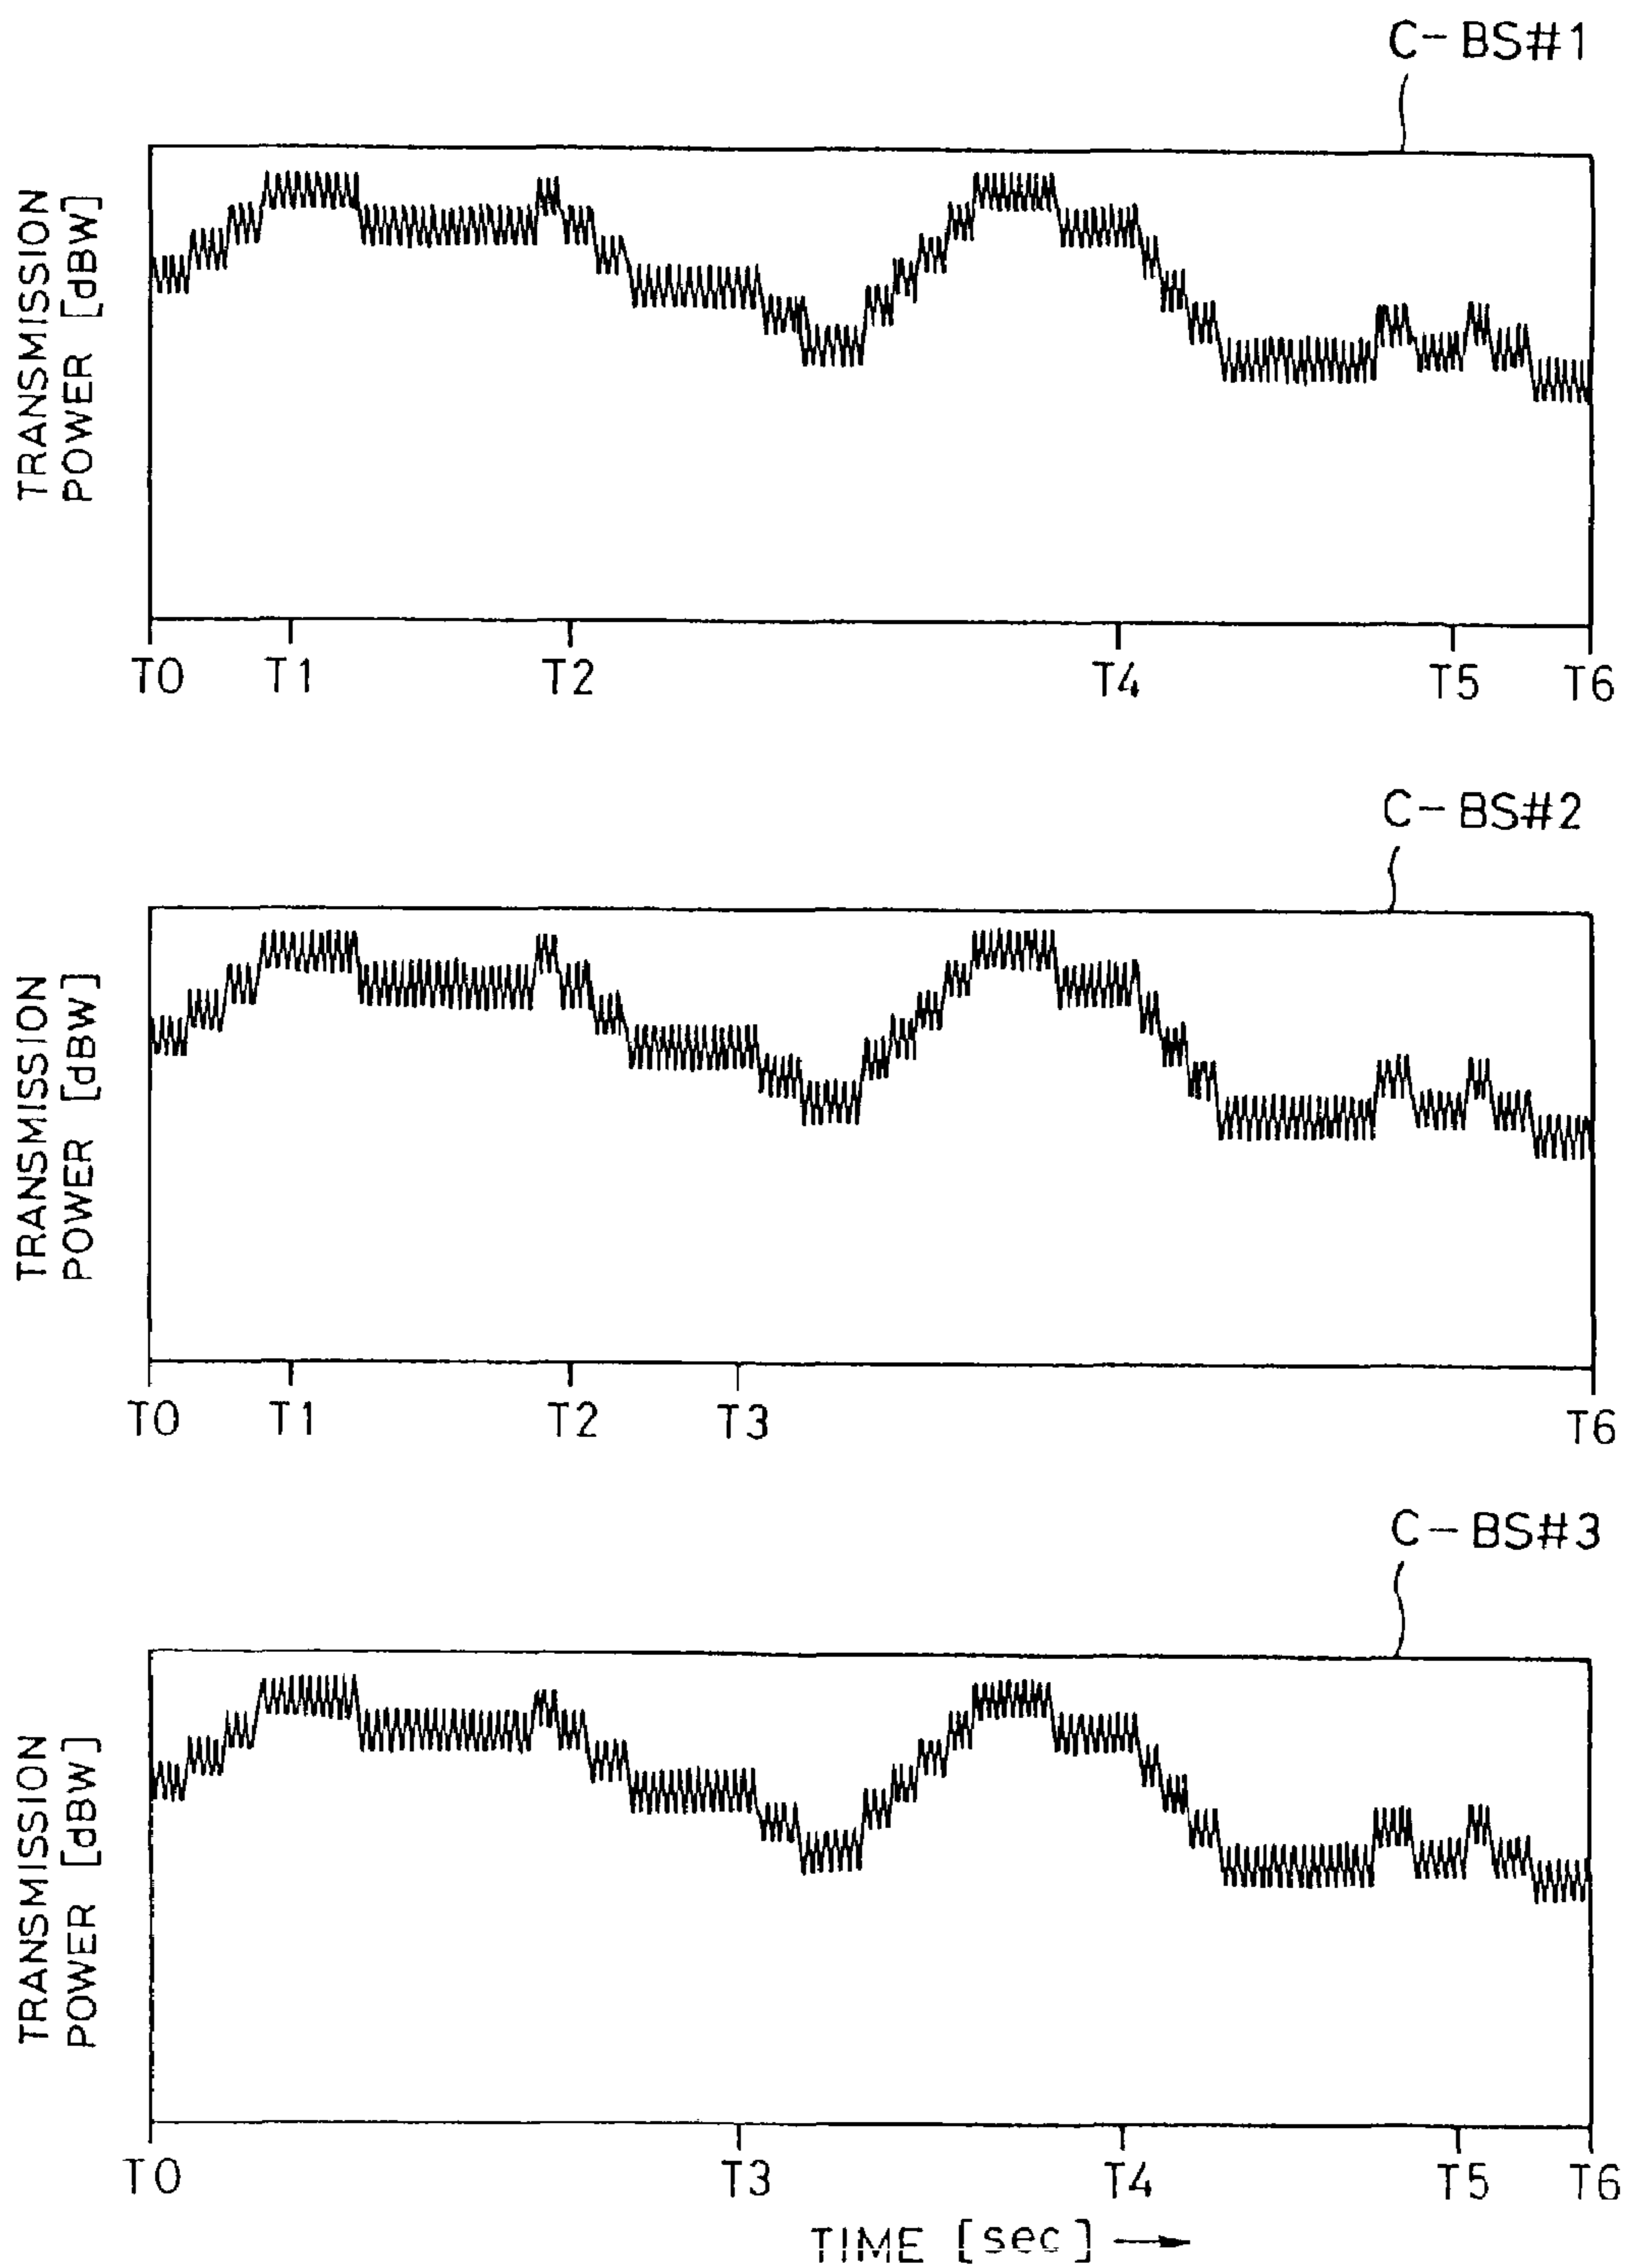 C-BS#1
TRANSMISSION
POWER [dBW]
T0 T1 T2 T4 T5 T6
C-BS#2
TRANSMISSION
POWER [dBW]
T0 T1 T2 T3 T6
C-BS#3
TRANSMISSION
POWER [dBW]
T0 T3 T4 T5 T6
TIME [sec]